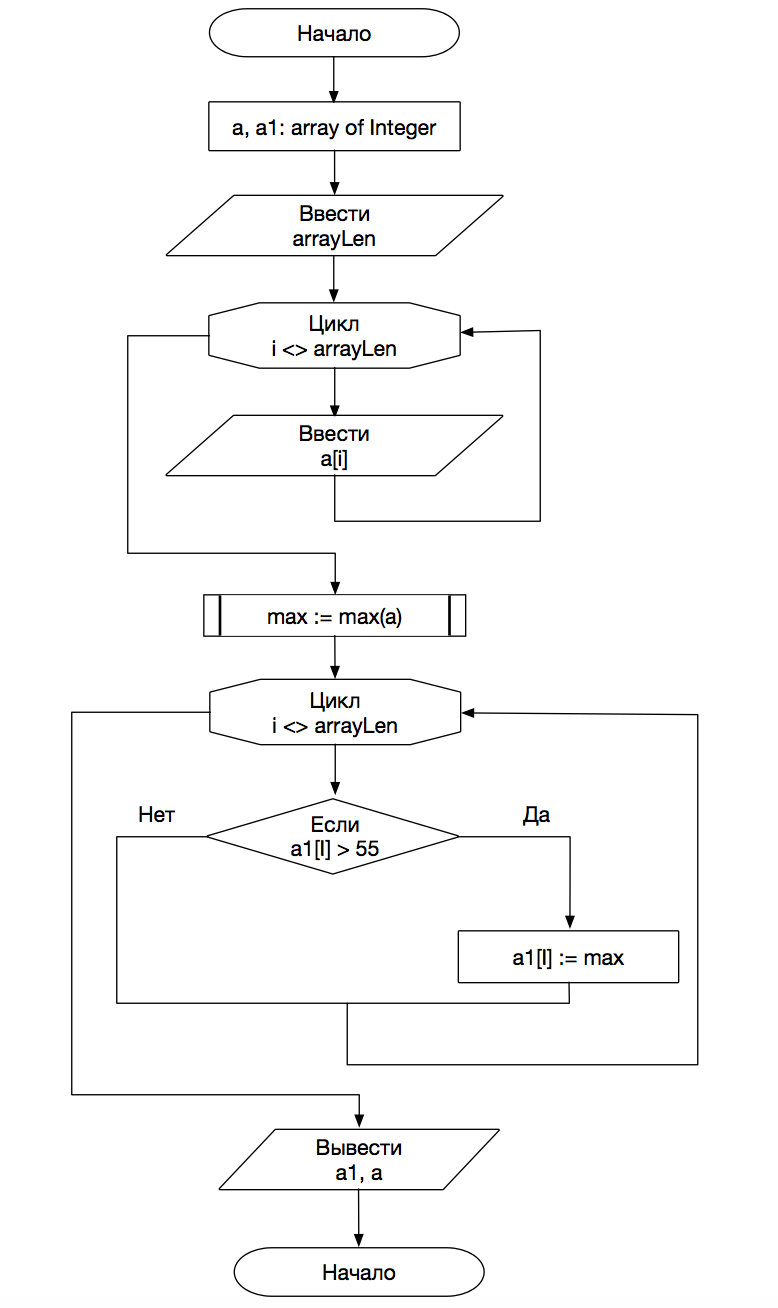 Начало
a, a1: array of Integer
Ввести
arrayLen
Цикл
i <> arrayLen
Ввести
a[i]
max := max(a)
Цикл
i <> arrayLen
Нет
Да
Если
a1[I] > 55
a1[I] := max
Вывести
a1, a
Начало